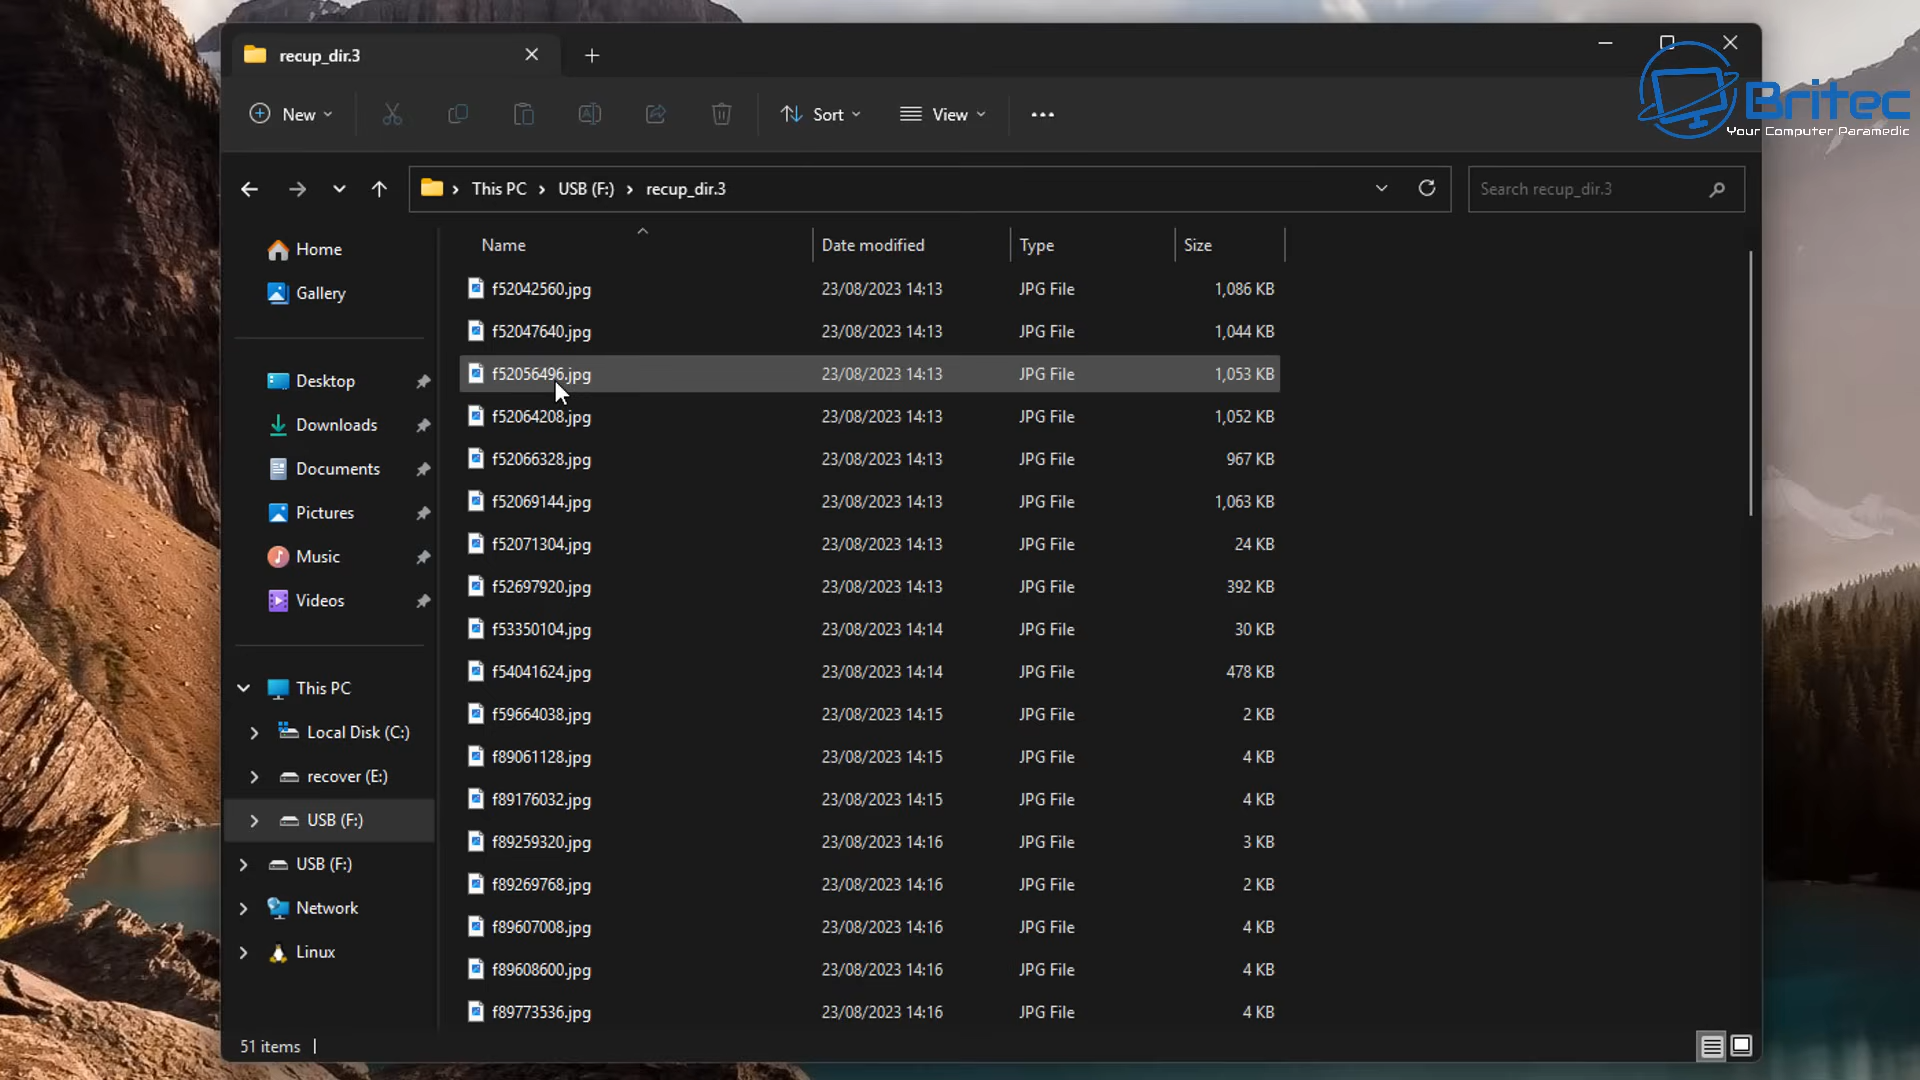 recup_dir.3
New
Sort
View
Britec
Your Computer Paramedic
This PC USB (F:) recup_dir.3
Search recup_dir.3
Home
Gallery
Desktop
Downloads
Documents
Pictures
Music
Videos
This PC
Local Disk (C:)
recover (E:)
USB (F:)
USB (F:)
Network
Linux
Name Date modified Type Size
f52042560.jpg 23/08/2023 14:13 JPG File 1,086 KB
f52047640.jpg 23/08/2023 14:13 JPG File 1,044 KB
f52056496.jpg 23/08/2023 14:13 JPG File 1,053 KB
f52064208.jpg 23/08/2023 14:13 JPG File 1,052 KB
f52066328.jpg 23/08/2023 14:13 JPG File 967 KB
f52069144.jpg 23/08/2023 14:13 JPG File 1,063 KB
f52071304.jpg 23/08/2023 14:13 JPG File 24 KB
f52697920.jpg 23/08/2023 14:13 JPG File 392 KB
f53350104.jpg 23/08/2023 14:14 JPG File 30 KB
f54041624.jpg 23/08/2023 14:14 JPG File 478 KB
f59664038.jpg 23/08/2023 14:15 JPG File 2 KB
f89061128.jpg 23/08/2023 14:15 JPG File 4 KB
f89176032.jpg 23/08/2023 14:15 JPG File 4 KB
f89259320.jpg 23/08/2023 14:16 JPG File 3 KB
f89269768.jpg 23/08/2023 14:16 JPG File 2 KB
f89607008.jpg 23/08/2023 14:16 JPG File 4 KB
f89608600.jpg 23/08/2023 14:16 JPG File 4 KB
f89773536.jpg 23/08/2023 14:16 JPG File 4 KB
51 items